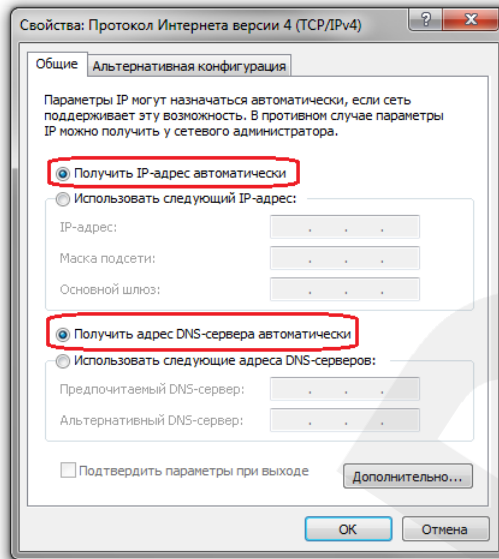 Свойства: Протокол Интернета версии 4 (TCP/IPv4)
Общие
Альтернативная конфигурация
Параметры IP могут назначаться автоматически, если сеть
поддерживает эту возможность. В противном случае параметры
IP можно получить у сетевого администратора.
Получить IP-адрес автоматически
Использовать следующий IP-адрес:
IP-адрес:
Маска подсети:
Основной шлюз:
Получить адрес DNS-сервера автоматически
Использовать следующие адреса DNS-серверов:
Предпочитаемый DNS-сервер:
Альтернативный DNS-сервер:
Подтвердить параметры при выходе
Дополнительно...
ОК
Отмена